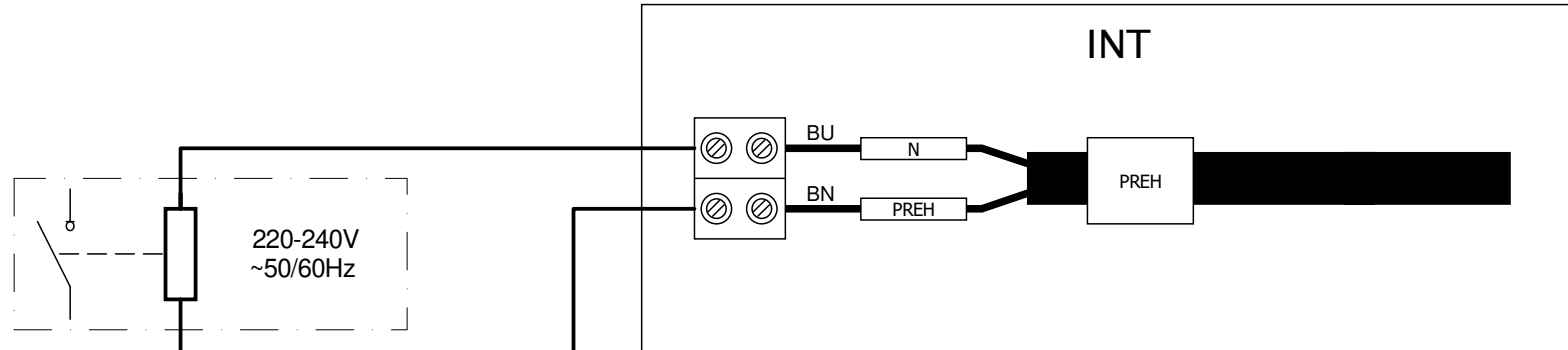 INT
BU
N
PREH
BN
PREH
220-240V
~50/60Hz